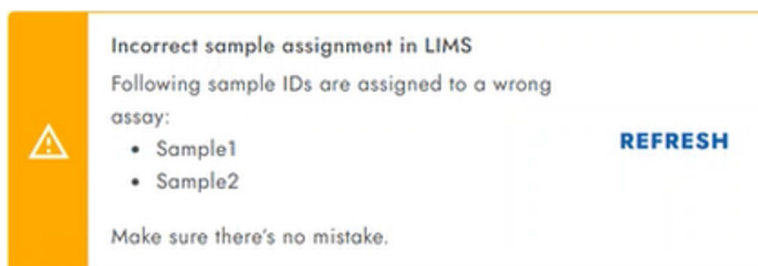 Incorrect sample assignment in LIMS
Following sample IDs are assigned to a wrong
assay:
• Sample1
• Sample2
REFRESH
Make sure there's no mistake.